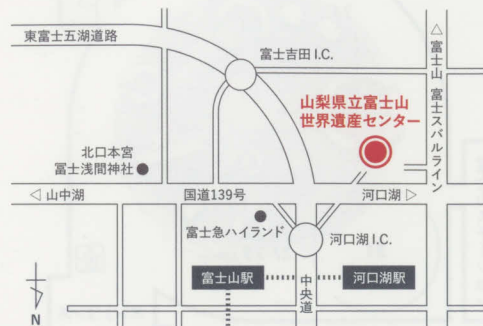 東富士五湖道路
富士吉田 I.C.
△富士山 富士スバルライン
山梨県立富士山
世界遺産センター
北口本宮
冨士浅間神社
◁ 山中湖
国道139号
河口湖 ▷
富士急ハイランド
河口湖 I.C.
富士山駅
中央道
河口湖駅
N